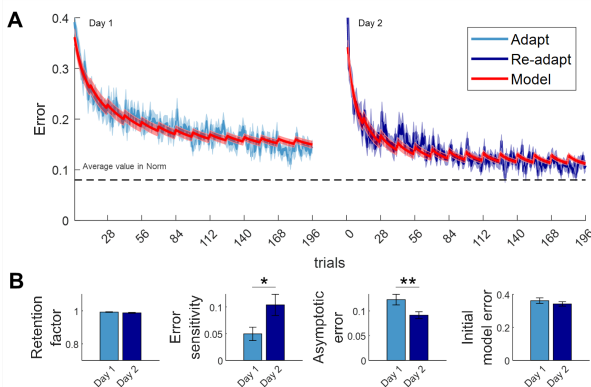 A
Day 1
Day 2
Adapt
Re-adapt
Model
0.4
0.3
0.2
0.1
0
Error
Average value in Norm
28 56 84 112 140 168 196
0 28 56 84 112 140 168 196
trials
B
Retention factor
1
0.8
Day 1 Day 2
Error sensitivity
0.1
0.05
0
*
Day 1 Day 2
Asymptotic error
0.1
0.05
0
**
Day 1 Day 2
Initial model error
0.4
0.2
0
Day 1 Day 2